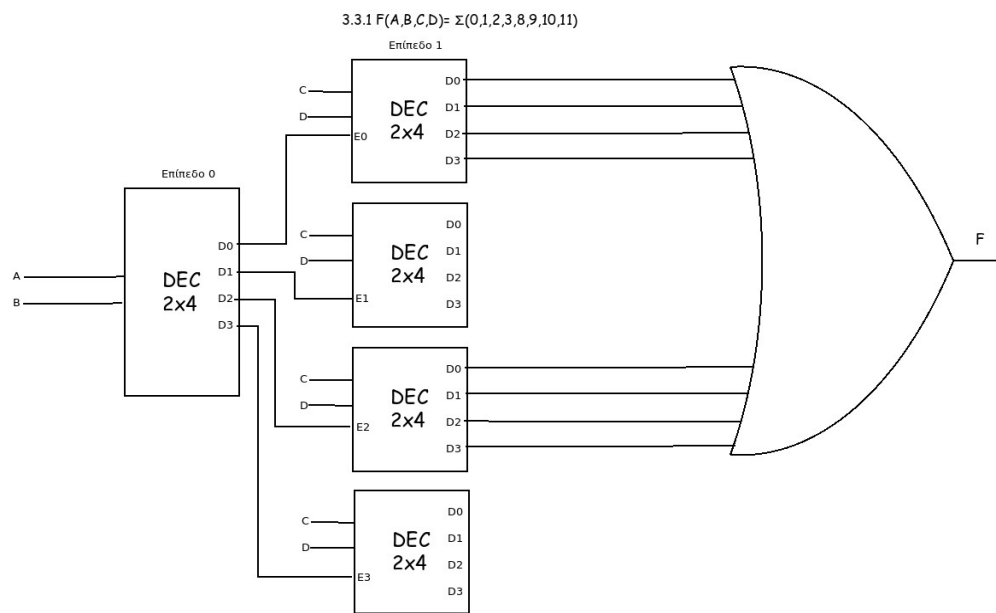 3.3.1 F(A,B,C,D)= Σ(0,1,2,3,8,9,10,11)
Επίπεδο 1
C
D
E0
DEC
2x4
D0
D1
D2
D3
Επίπεδο 0
A
B
DEC
2x4
D0
D1
D2
D3
C
D
E1
DEC
2x4
D0
D1
D2
D3
F
C
D
E2
DEC
2x4
D0
D1
D2
D3
C
D
E3
DEC
2x4
D0
D1
D2
D3